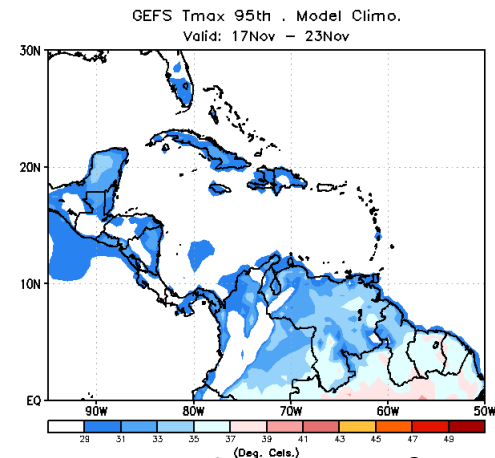 GEFS Tmax 95th . Model Climo.
Valid: 17Nov – 23Nov
30N
20N
10N
EQ
90W 80W 70W 60W 50W
29 31 33 35 37 39 41 43 45 47 49
(Deg. Cels.)